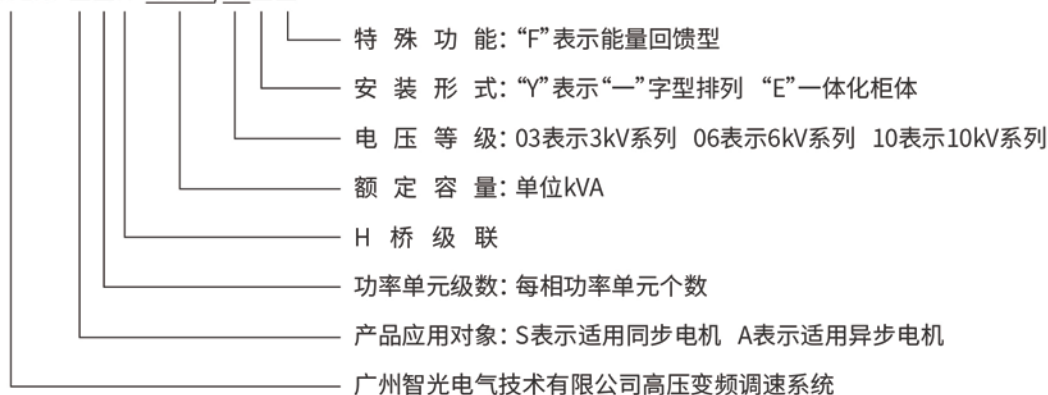 特殊功能：“F”表示能量回馈型
安装形式：“Y”表示“一”字型排列 “E”一体化柜体
电压等级：03表示3kV系列 06表示6kV系列 10表示10kV系列
额定容量：单位kVA
H桥级联
功率单元级数：每相功率单元个数
产品应用对象：S表示适用同步电机 A表示适用异步电机
广州智光电气技术有限公司高压变频调速系统